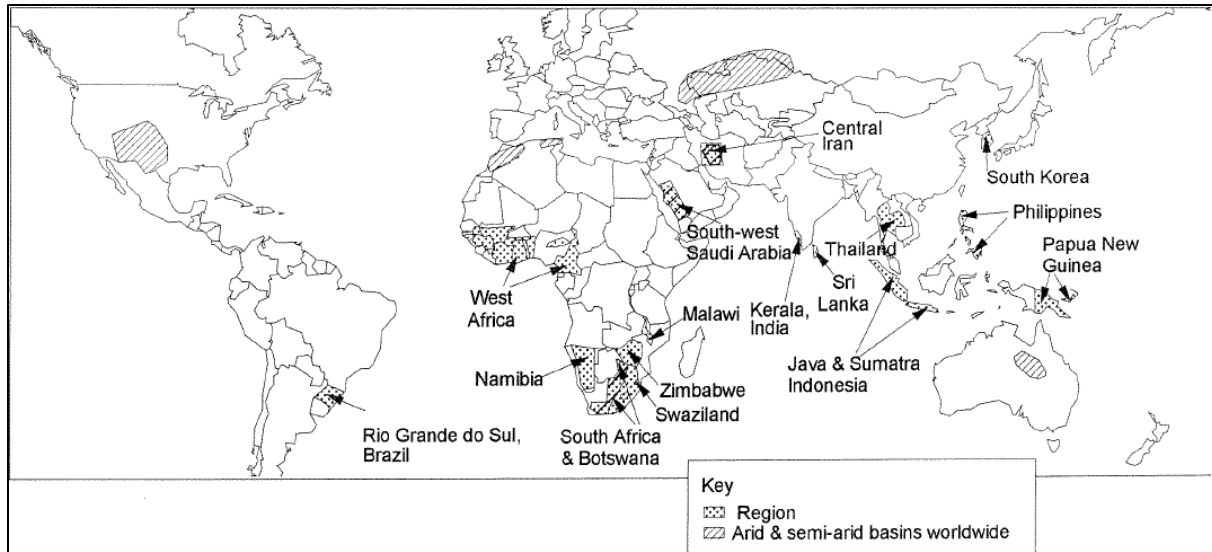 Central
Iran
South Korea
South-west
Saudi Arabia
Thailand
Philippines
Papua New
Guinea
West
Africa
Malawi
Kerala,
India
Sri
Lanka
Java & Sumatra
Indonesia
Namibia
Zimbabwe
Swaziland
South Africa
& Botswana
Rio Grande do Sul,
Brazil
Key
Region
Arid & semi-arid basins worldwide